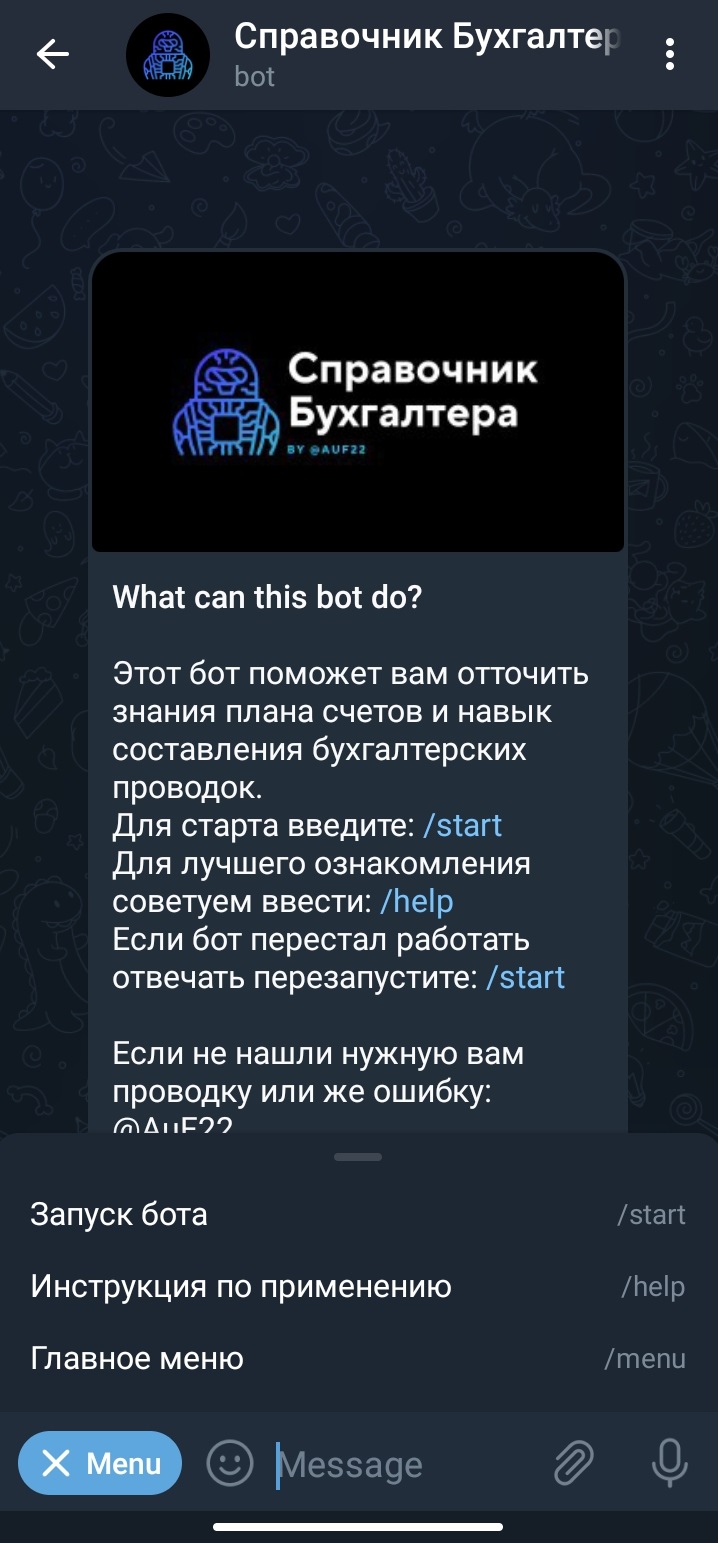 Справочник Бухгалтер
bot
Справочник
Бухгалтера
BY @AUF22
What can this bot do?
Этот бот поможет вам отточить
знания плана счетов и навык
составления бухгалтерских
проводок.
Для старта введите: /start
Для лучшего ознакомления
советуем ввести: /help
Если бот перестал работать
отвечать перезапустите: /start
Если не нашли нужную вам
проводку или же ошибку:
@AuF22
Запуск бота /start
Инструкция по применению /help
Главное меню /menu
Menu
Message